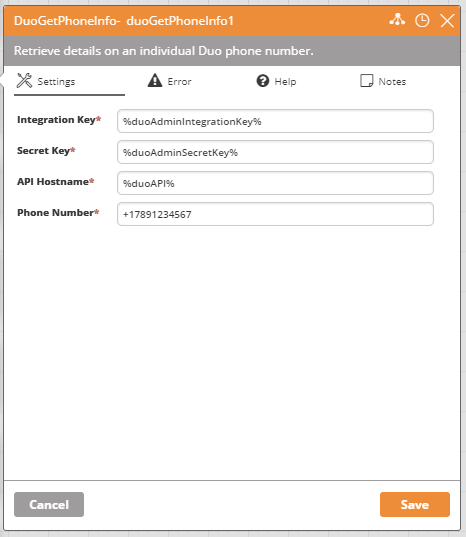 DuoGetPhoneInfo- duoGetPhoneInfo1
Retrieve details on an individual Duo phone number.
Settings Error Help Notes
Integration Key* %duoAdminIntegrationKey%
Secret Key* %duoAdminSecretKey%
API Hostname* %duoAPI%
Phone Number* +17891234567
Cancel Save